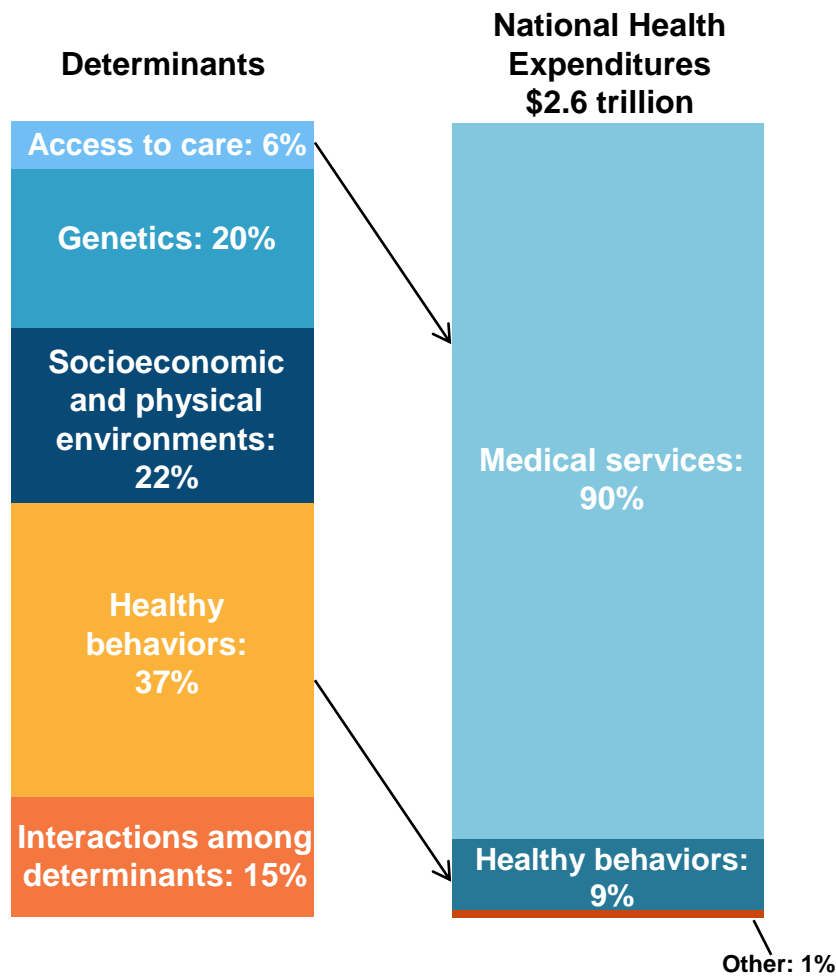 Determinants
National Health
Expenditures
$2.6 trillion
Access to care: 6%
Genetics: 20%
Socioeconomic
and physical
environments:
22%
Healthy
behaviors:
37%
Interactions among
determinants: 15%
Medical services:
90%
Healthy behaviors:
9%
Other: 1%